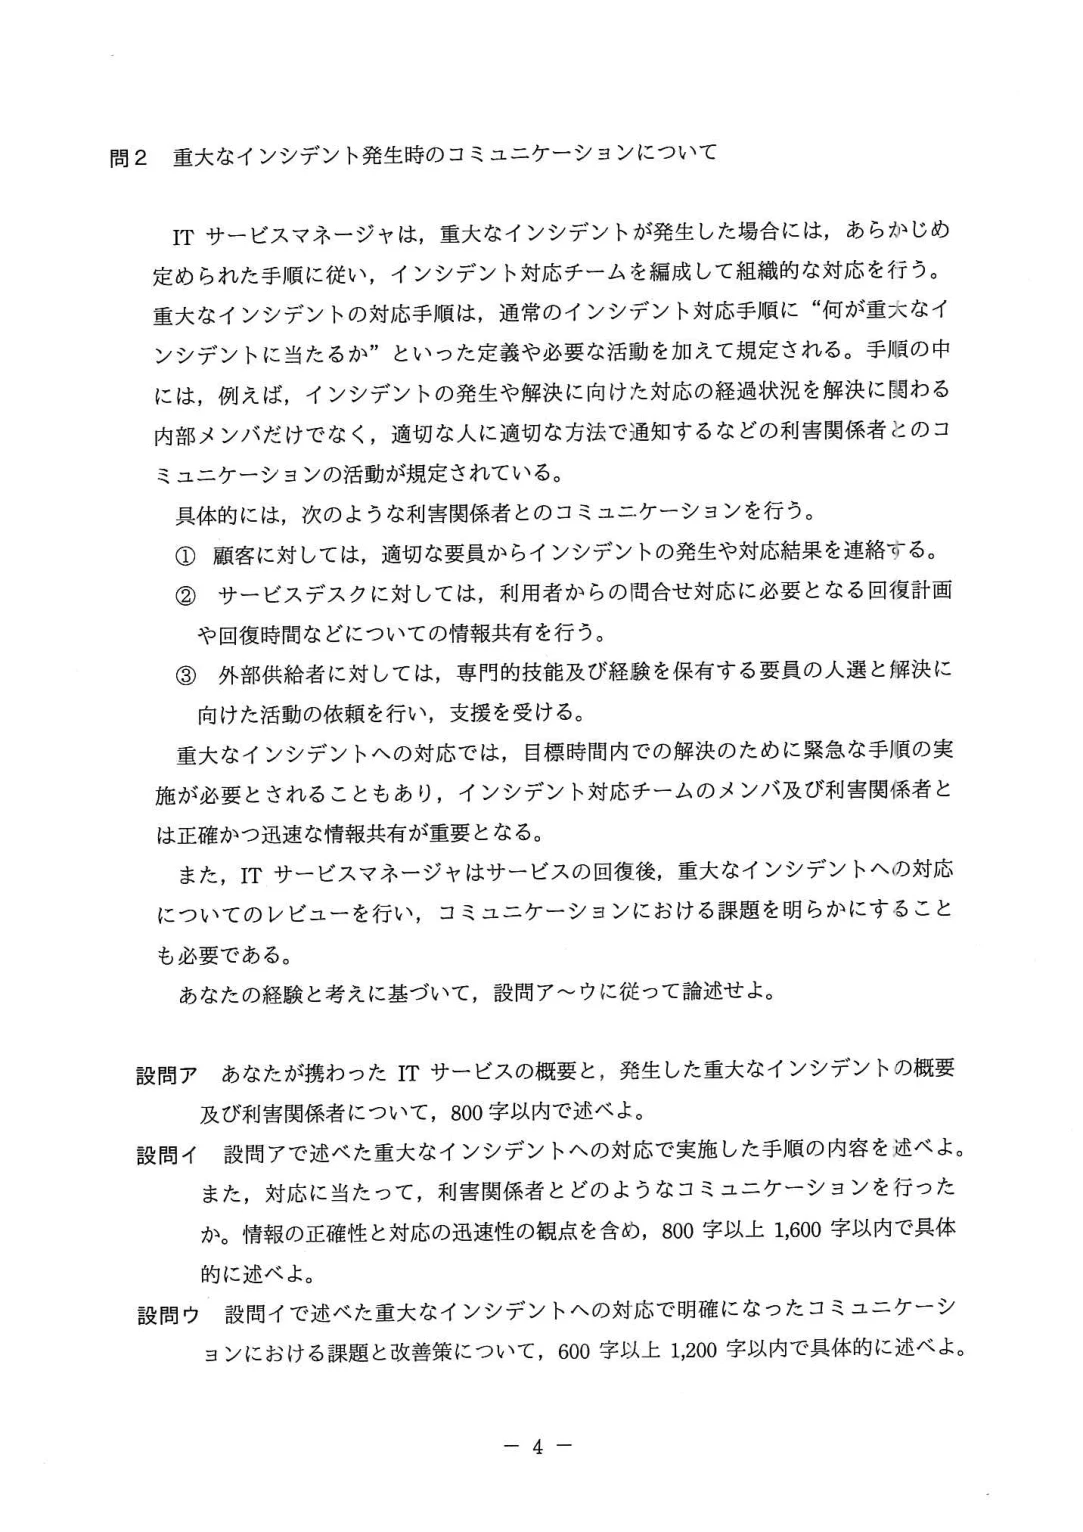 問2 重大なインシデント発生時のコミュニケーションについて
IT サービスマネージャは，重大なインシデントが発生した場合には，あらかじめ
定められた手順に従い，インシデント対応チームを編成して組織的な対応を行う。
重大なインシデントの対応手順は，通常のインシデント対応手順に“何が重大なイ
ンシデントに当たるか”といった定義や必要な活動を加えて規定される。手順の中
には，例えば，インシデントの発生や解決に向けた対応の経過状況を解決に関わる
内部メンバだけでなく，適切な人に適切な方法で通知するなどの利害関係者とのコ
ミュニケーションの活動が規定されている。
具体的には，次のような利害関係者とのコミュニケーションを行う。
① 顧客に対しては，適切な要員からインシデントの発生や対応結果を連絡する。
② サービスデスクに対しては，利用者からの問合せ対応に必要となる回復計画
や回復時間などについての情報共有を行う。
③ 外部供給者に対しては，専門的技能及び経験を保有する要員の人選と解決に
向けた活動の依頼を行い，支援を受ける。
重大なインシデントへの対応では，目標時間内での解決のために緊急な手順の実
施が必要とされることもあり，インシデント対応チームのメンバ及び利害関係者と
は正確かつ迅速な情報共有が重要となる。
また，IT サービスマネージャはサービスの回復後，重大なインシデントへの対応
についてのレビューを行い，コミュニケーションにおける課題を明らかにすること
も必要である。
あなたの経験と考えに基づいて，設問ア～ウに従って論述せよ。
設問ア あなたが携わった IT サービスの概要と，発生した重大なインシデントの概要
及び利害関係者について，800 字以内で述べよ。
設問イ 設問アで述べた重大なインシデントへの対応で実施した手順の内容を述べよ。
また，対応に当たって，利害関係者とどのようなコミュニケーションを行った
か。情報の正確性と対応の迅速性の観点を含め，800 字以上 1,600 字以内で具体
的に述べよ。
設問ウ 設問イで述べた重大なインシデントへの対応で明確になったコミュニケーシ
ョンにおける課題と改善策について，600 字以上 1,200 字以内で具体的に述べよ。
－ 4 －